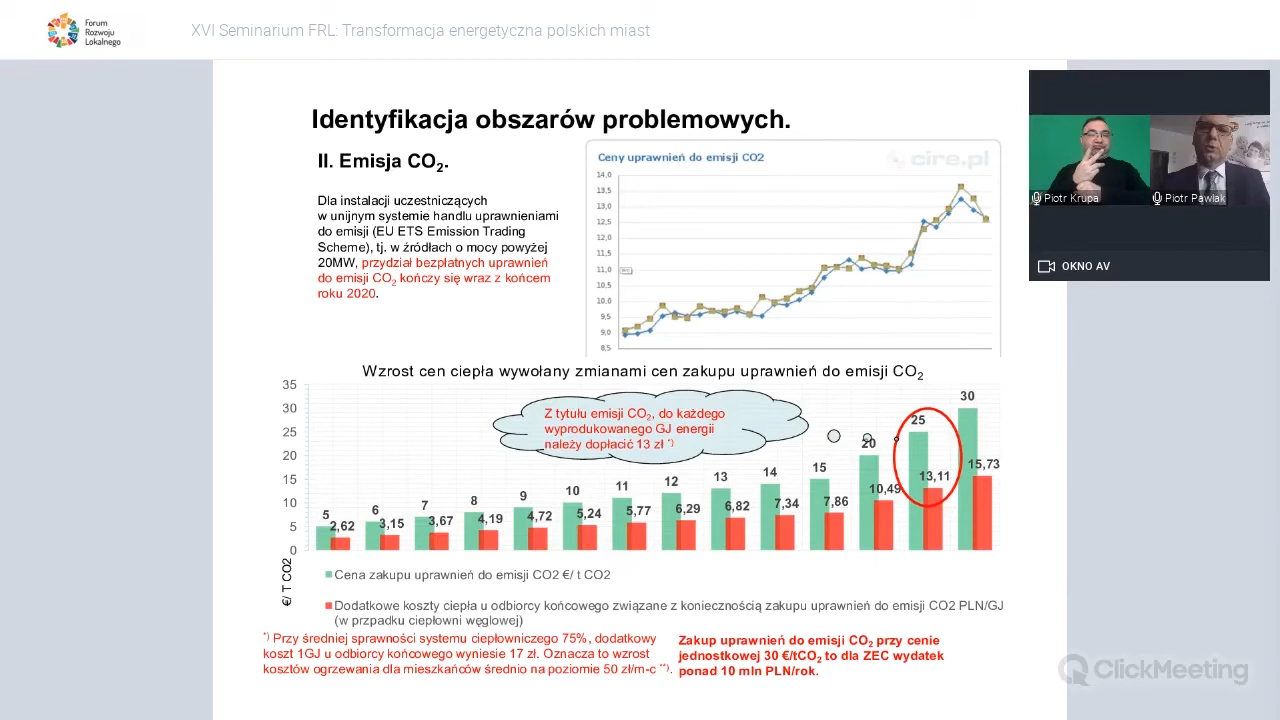 Forum
Rozwoju
Lokalnego
XVI Seminarium FRL: Transformacja energetyczna polskich miast
Identyfikacja obszarów problemowych.
II. Emisja CO2.
Dla instalacji uczestniczących
w unijnym systemie handlu uprawnieniami
do emisji (EU ETS Emission Trading
Scheme), tj. w źródłach o mocy powyżej
20MW, przydział bezpłatnych uprawnień
do emisji CO2 kończy się wraz z końcem
roku 2020.
Ceny uprawnień do emisji CO2
cire.pl
14,0
13,5
13,0
12,5
12,0
11,5
11,0
10,5
10,0
9,5
9,0
8,5
Piotr Krupa
Piotr Pawlak
OKNO AV
Wzrost cen ciepła wywołany zmianami cen zakupu uprawnień do emisji CO2
Z tytułu emisji CO2, do każdego
wyprodukowanego GJ energii
należy dopłacić 13 zł *)
35
30
25
20
15
10
5
0
€/ T CO2
5 6 7 8 9 10 11 12 13 14 15 20 25 30
2,62 3,15 3,67 4,19 4,72 5,24 5,77 6,29 6,82 7,34 7,86 10,49 13,11 15,73
Cena zakupu uprawnień do emisji CO2 €/ t CO2
Dodatkowe koszty ciepła u odbiorcy końcowego związane z koniecznością zakupu uprawnień do emisji CO2 PLN/GJ
(w przypadku ciepłowni węglowej)
*) Przy średniej sprawności systemu ciepłowniczego 75%, dodatkowy
koszt 1GJ u odbiorcy końcowego wyniesie 17 zł. Oznacza to wzrost
kosztów ogrzewania dla mieszkańców średnio na poziomie 50 zł/m-c **).
Zakup uprawnień do emisji CO2 przy cenie
jednostkowej 30 €/tCO2 to dla ZEC wydatek
ponad 10 mln PLN/rok.
ClickMeeting